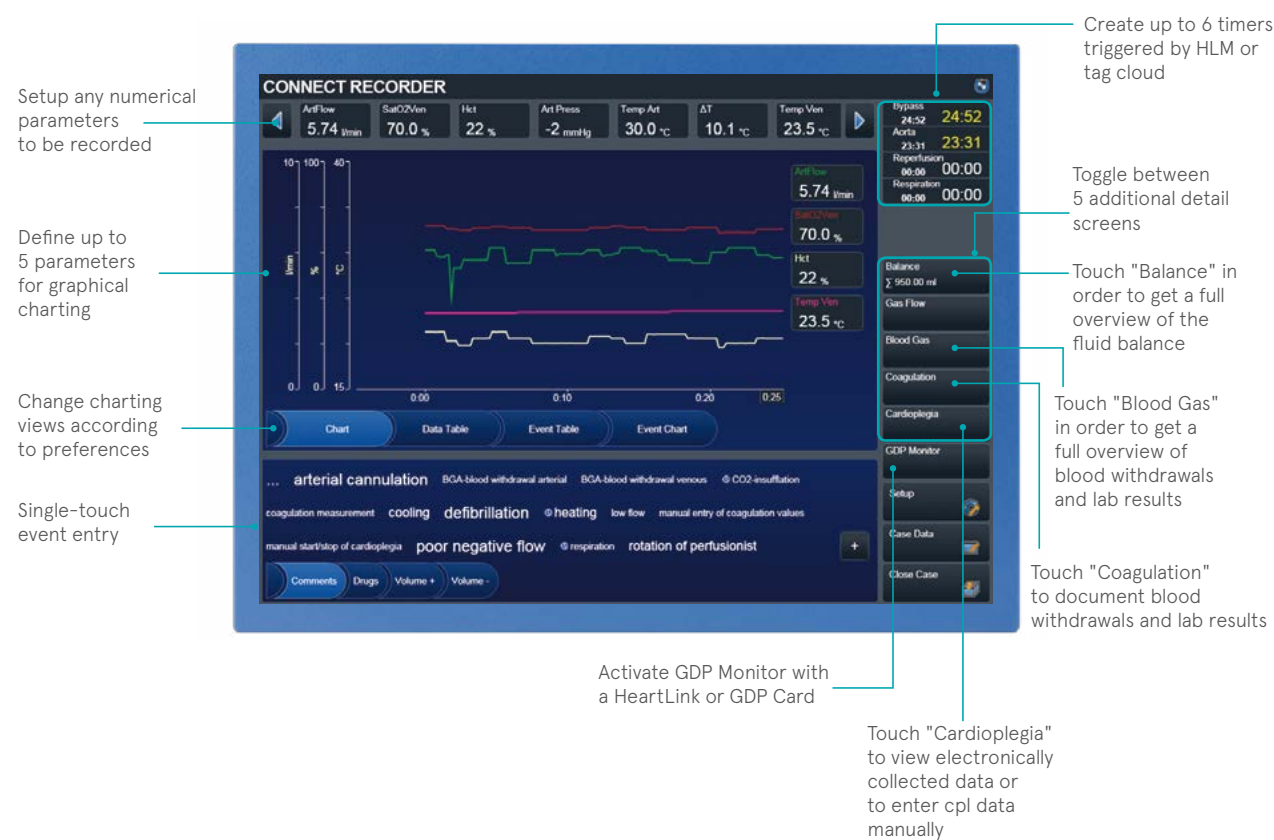 Create up to 6 timers
triggered by HLM or
tag cloud
Setup any numerical
parameters
to be recorded
Define up to
5 parameters
for graphical
charting
Change charting
views according
to preferences
Single-touch
event entry
CONNECT RECORDER
ArtFlow
5.74 l/min
SatO2Ven
70.0 %
Hct
22 %
Art Press
-2 mmHg
Temp Art
30.0 °C
ΔT
10.1 °C
Temp Ven
23.5 °C
Bypass
24:52 24:52
Aorta
23:31 23:31
Reperfusion
00:00 00:00
Respiration
00:00 00:00
10 100 40
l/min % °C
0 0 15
0:00 0:10 0:20 0:25
ArtFlow
5.74 l/min
SatO2Ven
70.0 %
Hct
22 %
Temp Ven
23.5 °C
Chart Data Table Event Table Event Chart
... arterial cannulation BGA-blood withdrawal arterial BGA-blood withdrawal venous CO2-insufflation
coagulation measurement cooling defibrillation heating low flow manual entry of coagulation values
manual start/stop of cardioplegia poor negative flow respiration rotation of perfusionist +
Comments Drugs Volume + Volume -
Balance
∑ 950.00 ml
Gas Flow
Blood Gas
Coagulation
Cardioplegia
GDP Monitor
Setup
Case Data
Close Case
Toggle between
5 additional detail
screens
Touch "Balance" in
order to get a full
overview of the
fluid balance
Touch "Blood Gas"
in order to get a
full overview of
blood withdrawals
and lab results
Touch "Coagulation"
to document blood
withdrawals and lab results
Activate GDP Monitor with
a HeartLink or GDP Card
Touch "Cardioplegia"
to view electronically
collected data or
to enter cpl data
manually